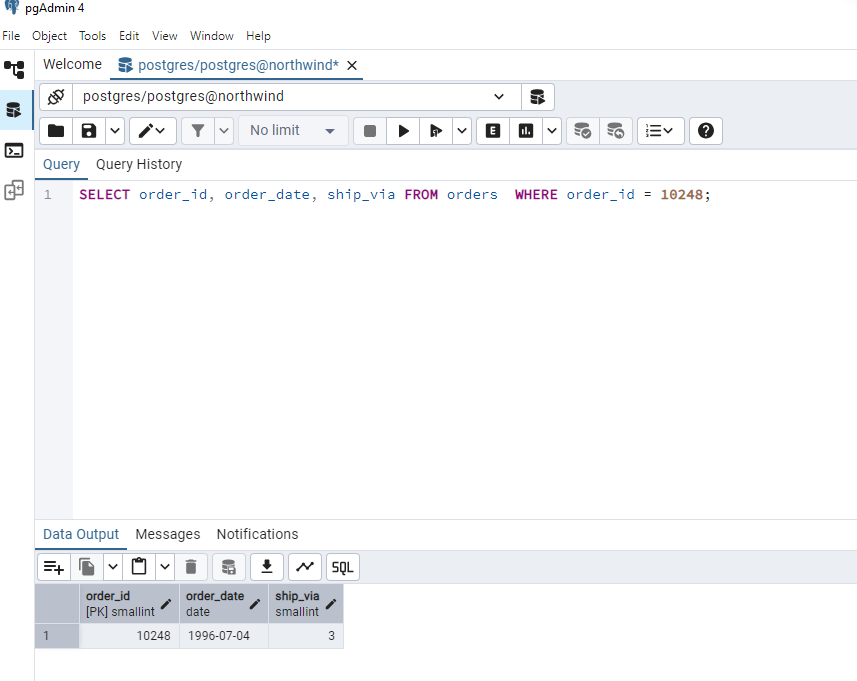 pgAdmin 4
File Object Tools Edit View Window Help
Welcome postgres/postgres@northwind*
postgres/postgres@northwind
No limit E
Query Query History
1 SELECT order_id, order_date, ship_via FROM orders  WHERE order_id = 10248;
Data Output Messages Notifications
SQL
order_id order_date ship_via
[PK] smallint date smallint
1 10248 1996-07-04 3